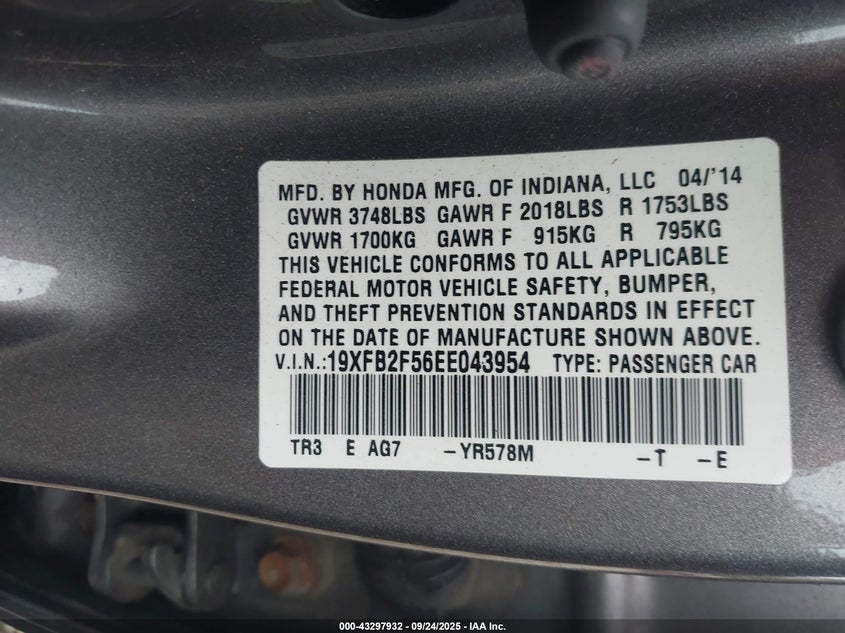 MFD. BY HONDA MFG. OF INDIANA, LLC 04/'14
GVWR 3748LBS GAWR F 2018LBS R 1753LBS
GVWR 1700KG GAWR F 915KG R 795KG
THIS VEHICLE CONFORMS TO ALL APPLICABLE
FEDERAL MOTOR VEHICLE SAFETY, BUMPER,
AND THEFT PREVENTION STANDARDS IN EFFECT
ON THE DATE OF MANUFACTURE SHOWN ABOVE.
V.I.N.:19XFB2F56EE043954 TYPE: PASSENGER CAR
TR3 E AG7 -YR578M -T -E
000-43297932 - 09/24/2025 - IAA Inc.